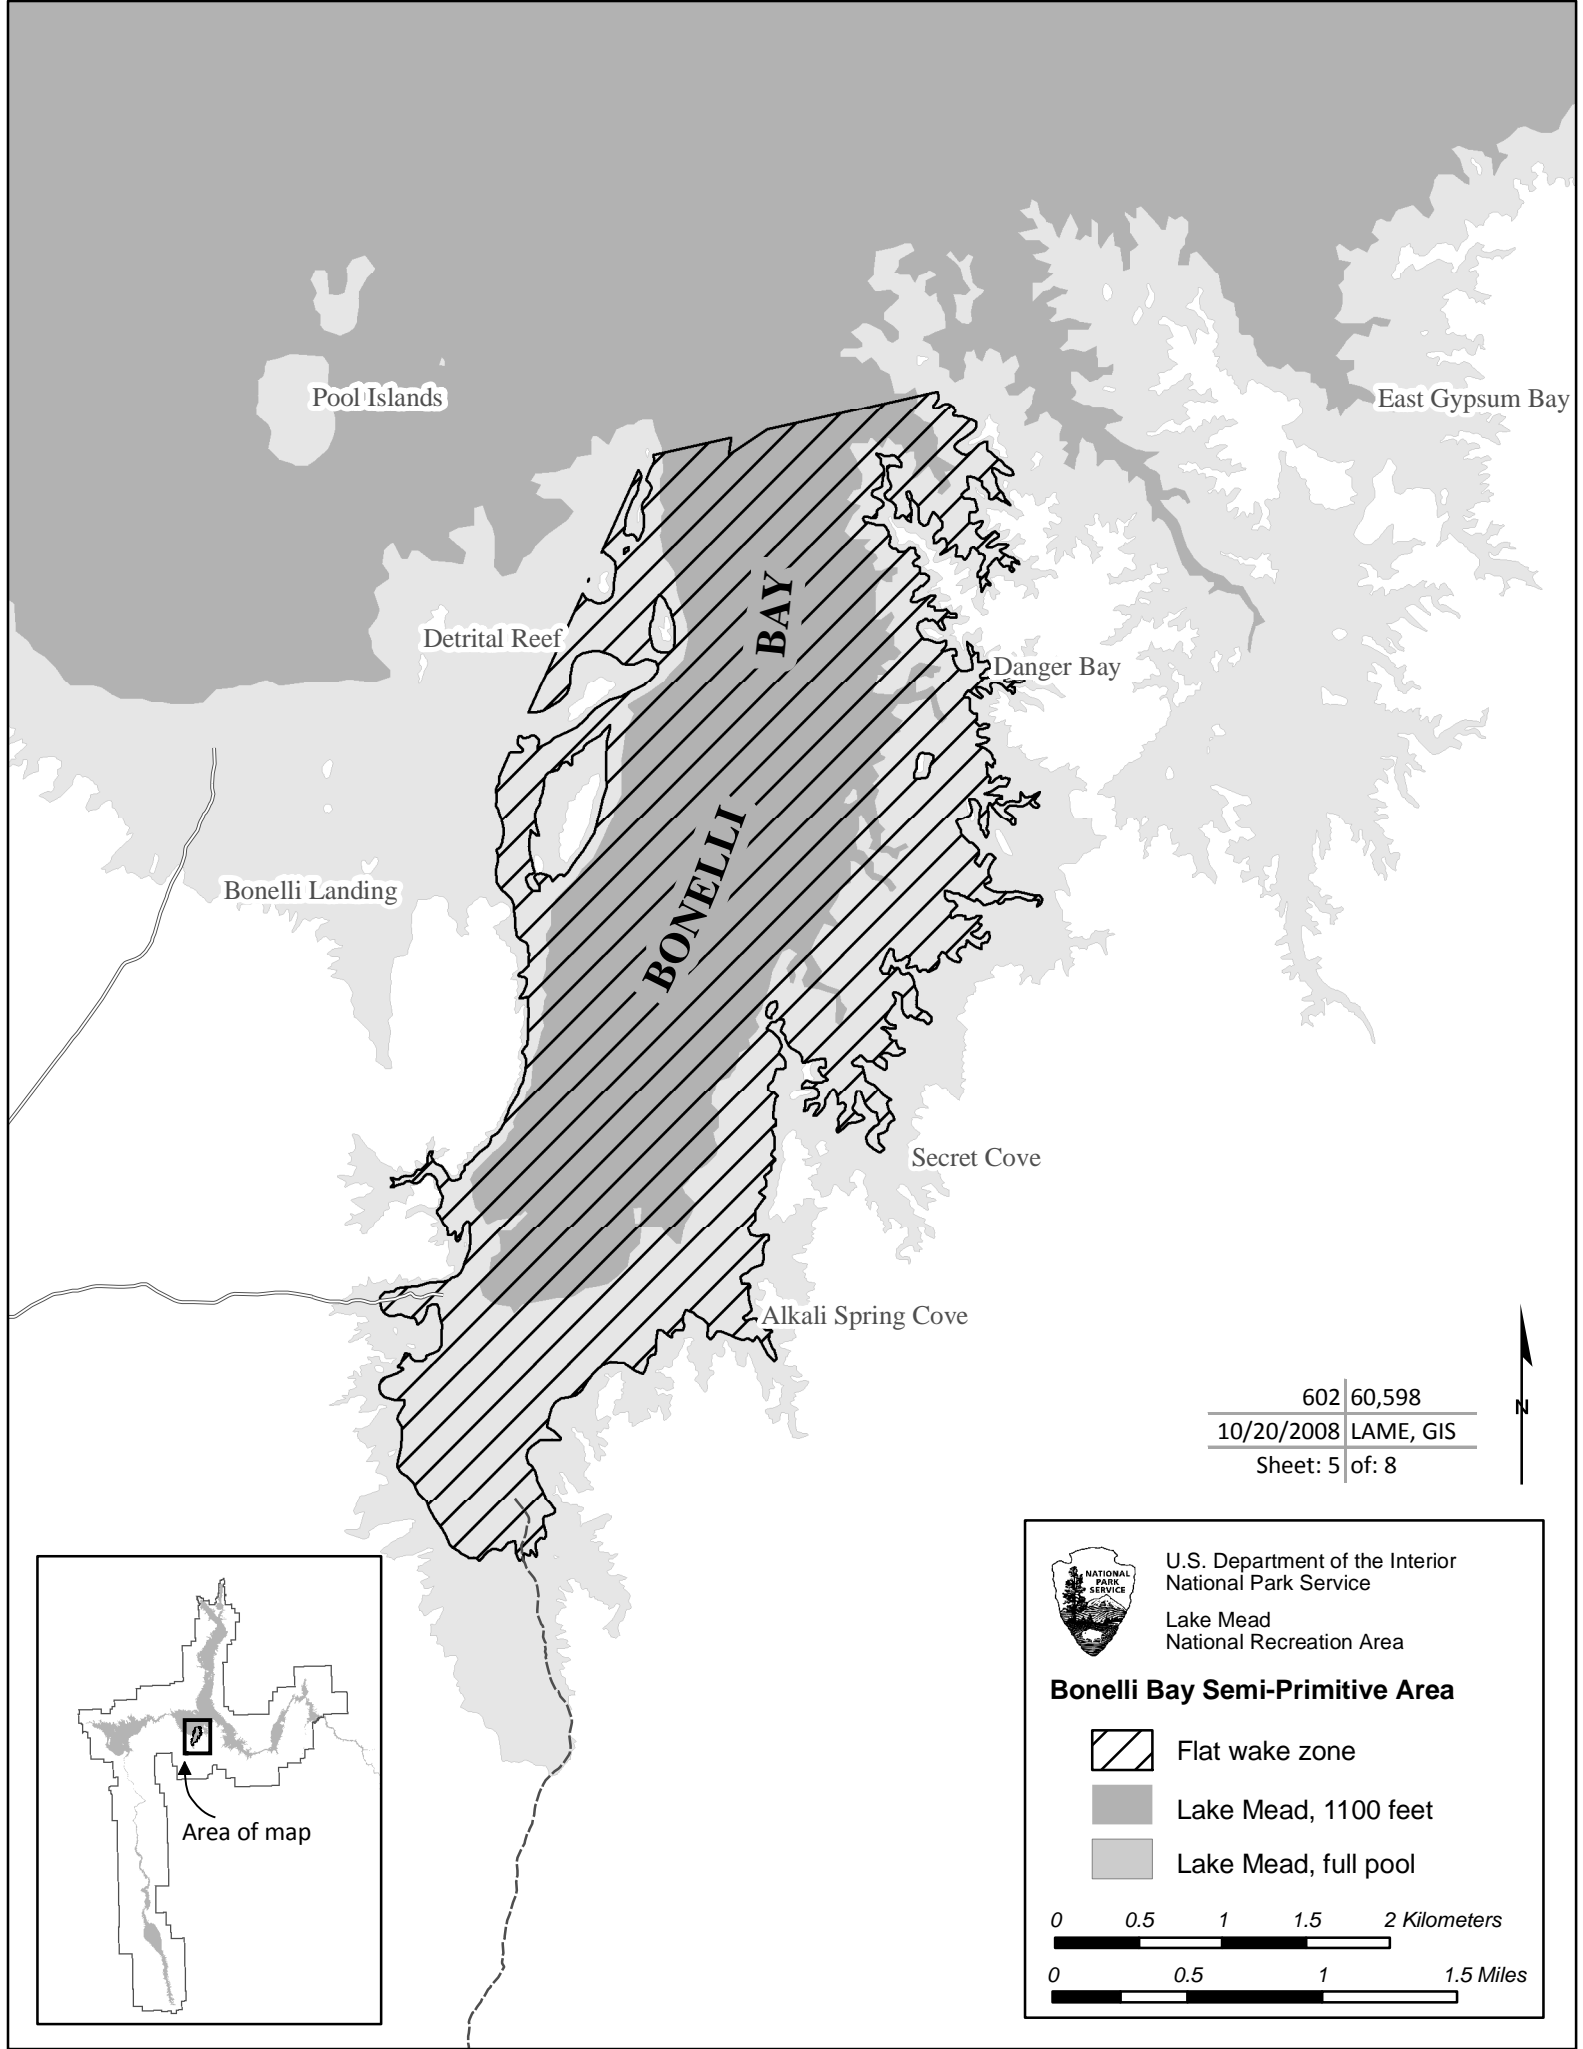 Pool Islands
East Gypsum Bay
BAY
Detrital Reef
Danger Bay
BONELLI
Bonelli Landing
Secret Cove
Alkali Spring Cove
602 60,598
10/20/2008 LAME, GIS
Sheet: 5 of: 8
N
NATIONAL
PARK
SERVICE
U.S. Department of the Interior
National Park Service
Lake Mead
National Recreation Area
Bonelli Bay Semi-Primitive Area
Flat wake zone
Lake Mead, 1100 feet
Lake Mead, full pool
0 0.5 1 1.5 2 Kilometers
0 0.5 1 1.5 Miles
Area of map